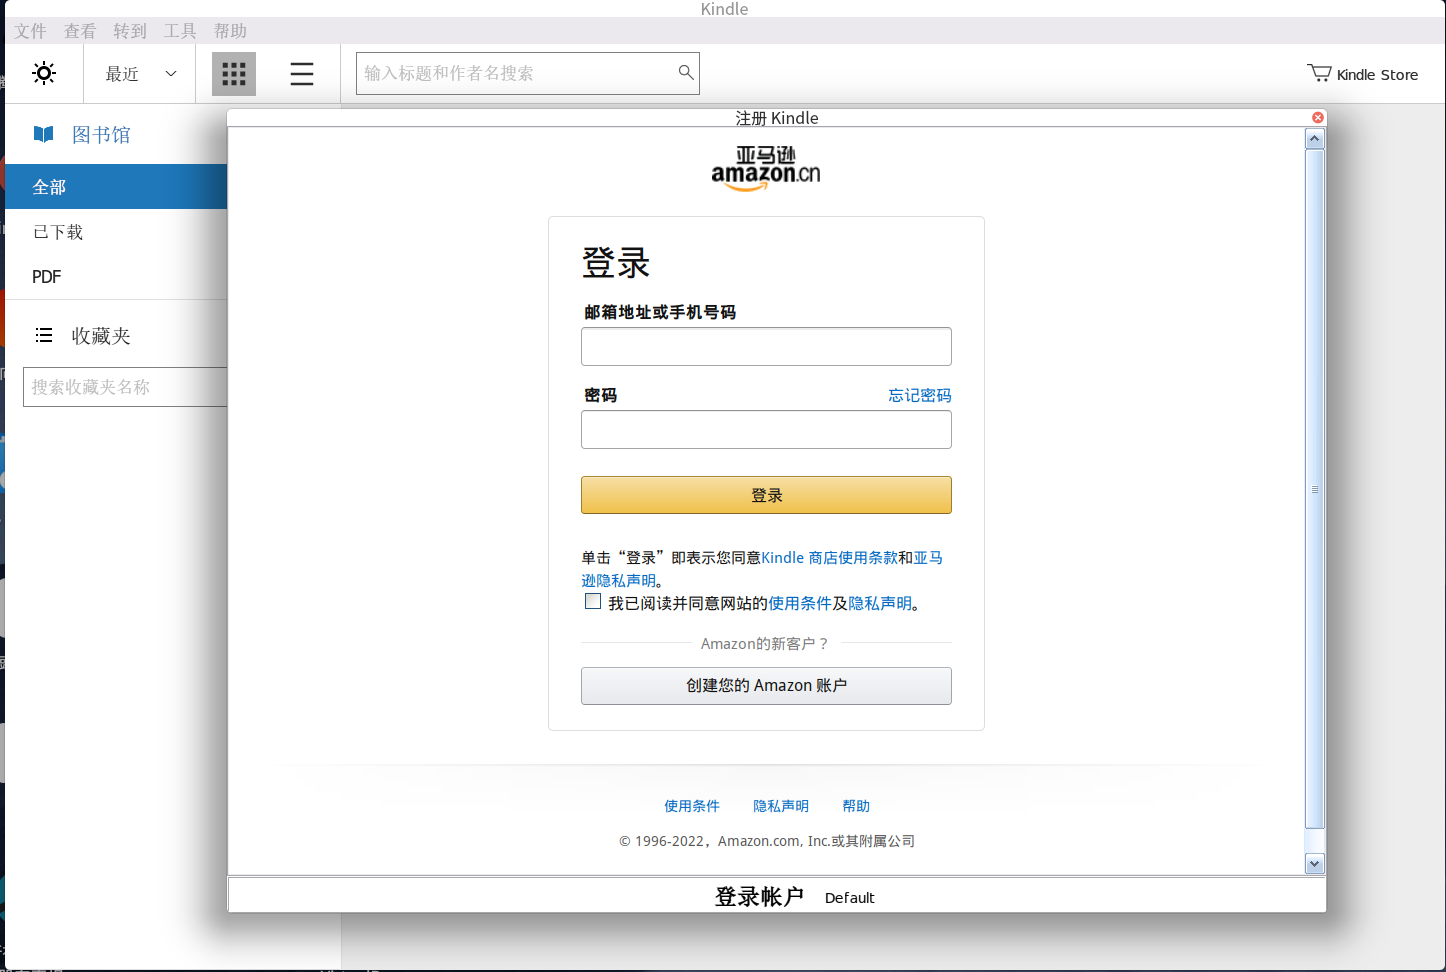 Kindle
文件 查看 转到 工具 帮助
最近
输入标题和作者名搜索
Kindle Store
图书馆
全部
已下载
PDF
收藏夹
搜索收藏夹名称
注册 Kindle
亚马逊
amazon.cn
登录
邮箱地址或手机号码
密码 忘记密码
登录
单击“登录”即表示您同意Kindle 商店使用条款和亚马
逊隐私声明。
我已阅读并同意网站的使用条件及隐私声明。
Amazon的新客户？
创建您的 Amazon 账户
使用条件 隐私声明 帮助
© 1996-2022，Amazon.com, Inc.或其附属公司
登录帐户 Default